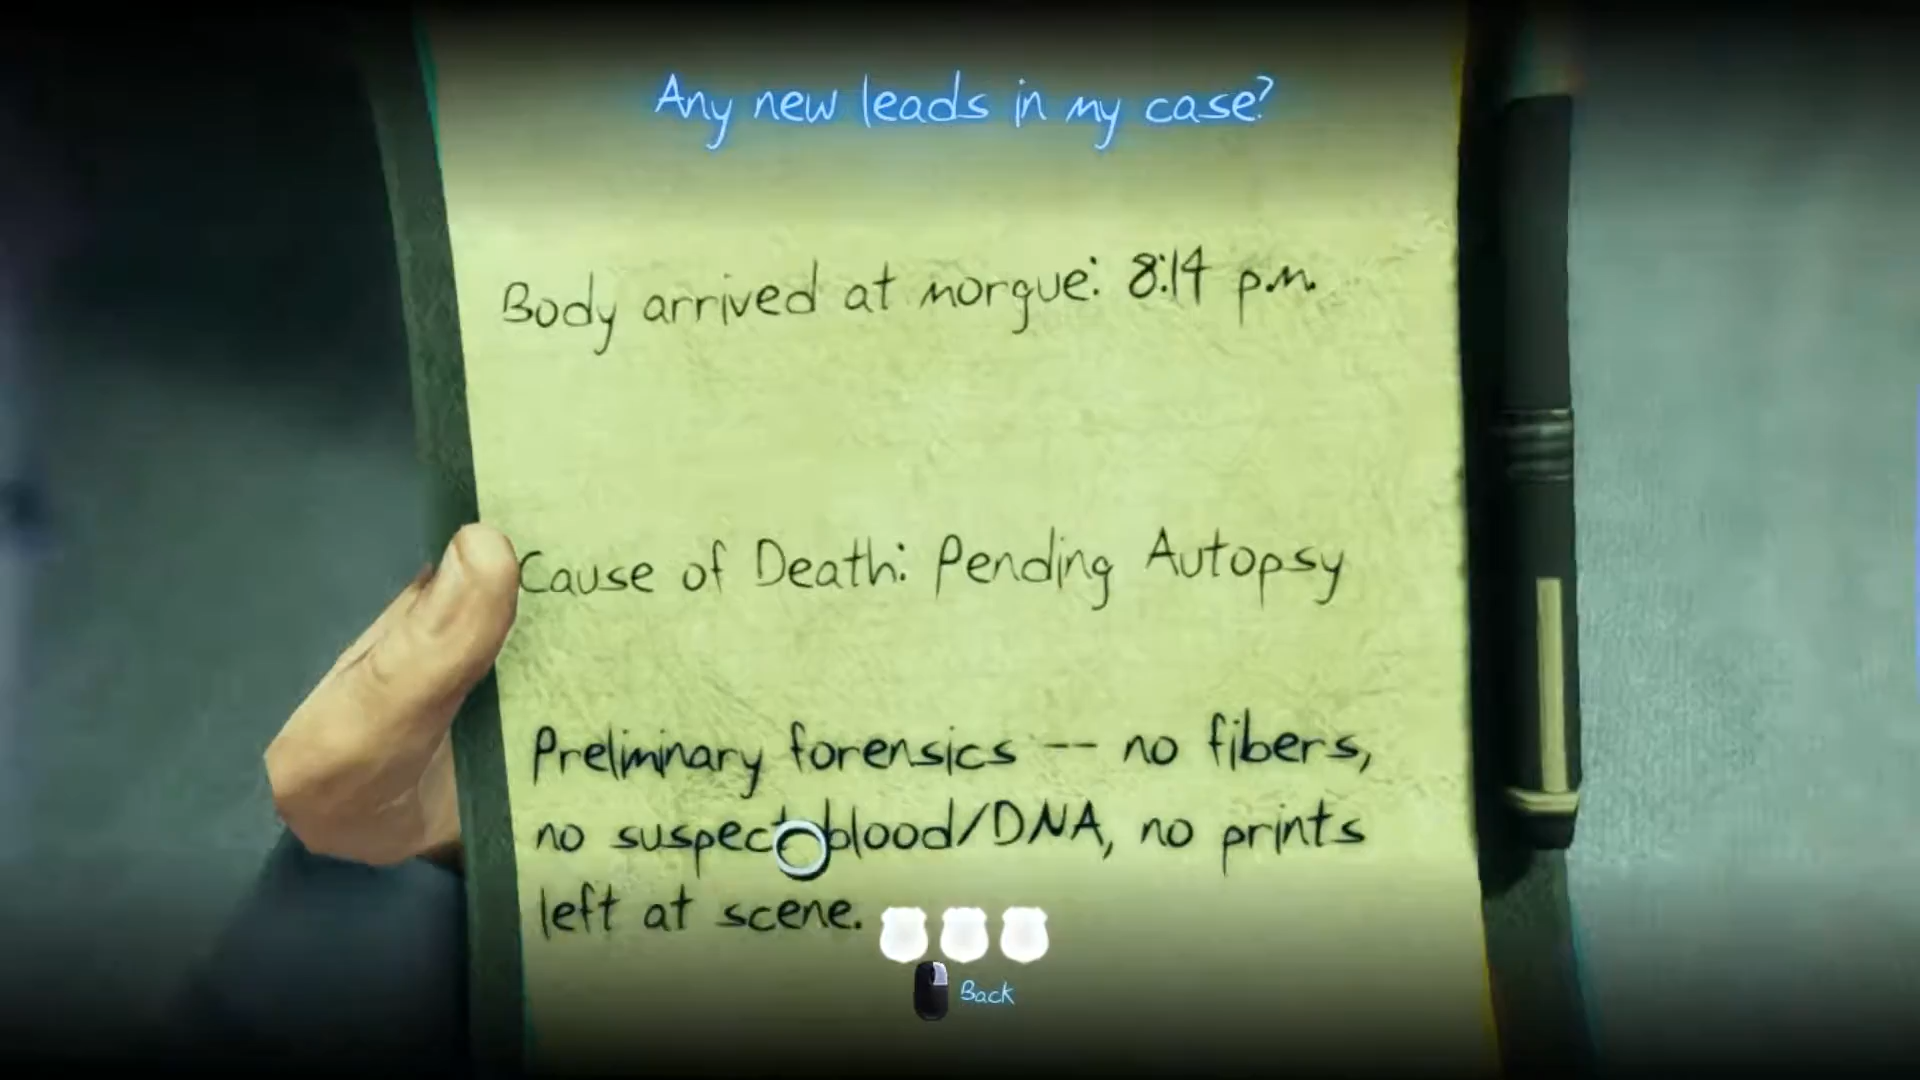 Any new leads in my case?
Body arrived at morgue: 8:14 p.m.
Cause of Death: Pending Autopsy
Preliminary forensics -- no fibers,
no suspect blood/DNA, no prints
left at scene.
Back